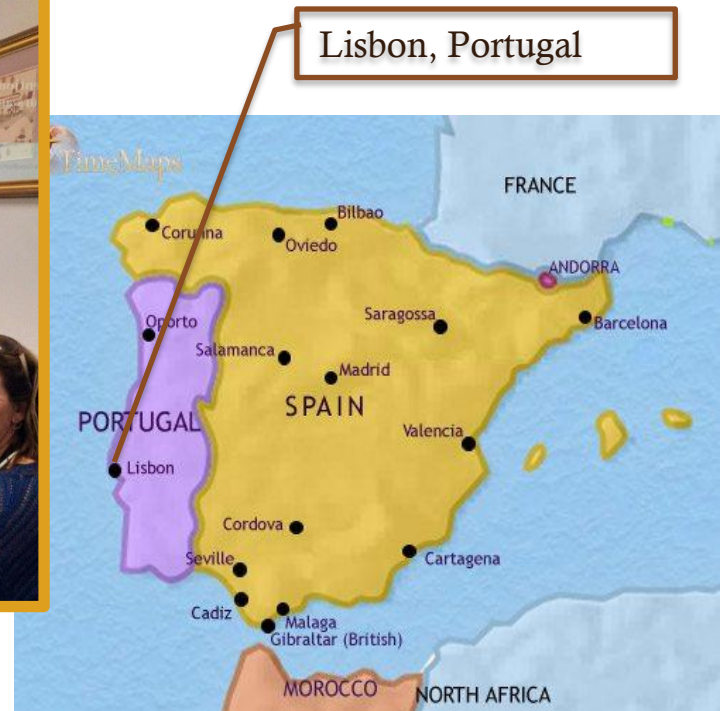 Lisbon, Portugal
TimeMaps
FRANCE
Bilbao
Corunna
Oviedo
ANDORRA
Saragossa
Oporto
Barcelona
Salamanca
Madrid
SPAIN
PORTUGAL
Valencia
Lisbon
Cordova
Seville
Cartagena
Cadiz
Malaga
Gibraltar (British)
MOROCCO
NORTH AFRICA